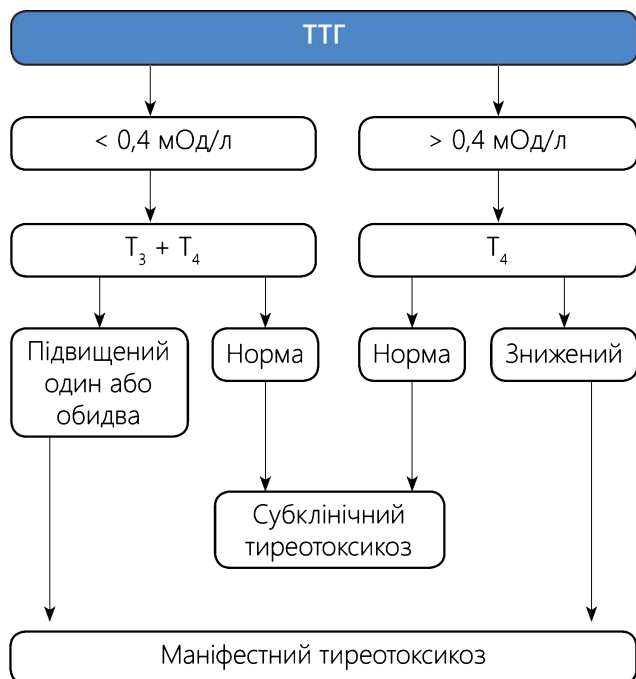 ТТГ
< 0,4 мОд/л
> 0,4 мОд/л
T₃ + T₄
T₄
Підвищений
один або
обидва
Норма
Норма
Знижений
Субклінічний
тиреотоксикоз
Маніфестний тиреотоксикоз